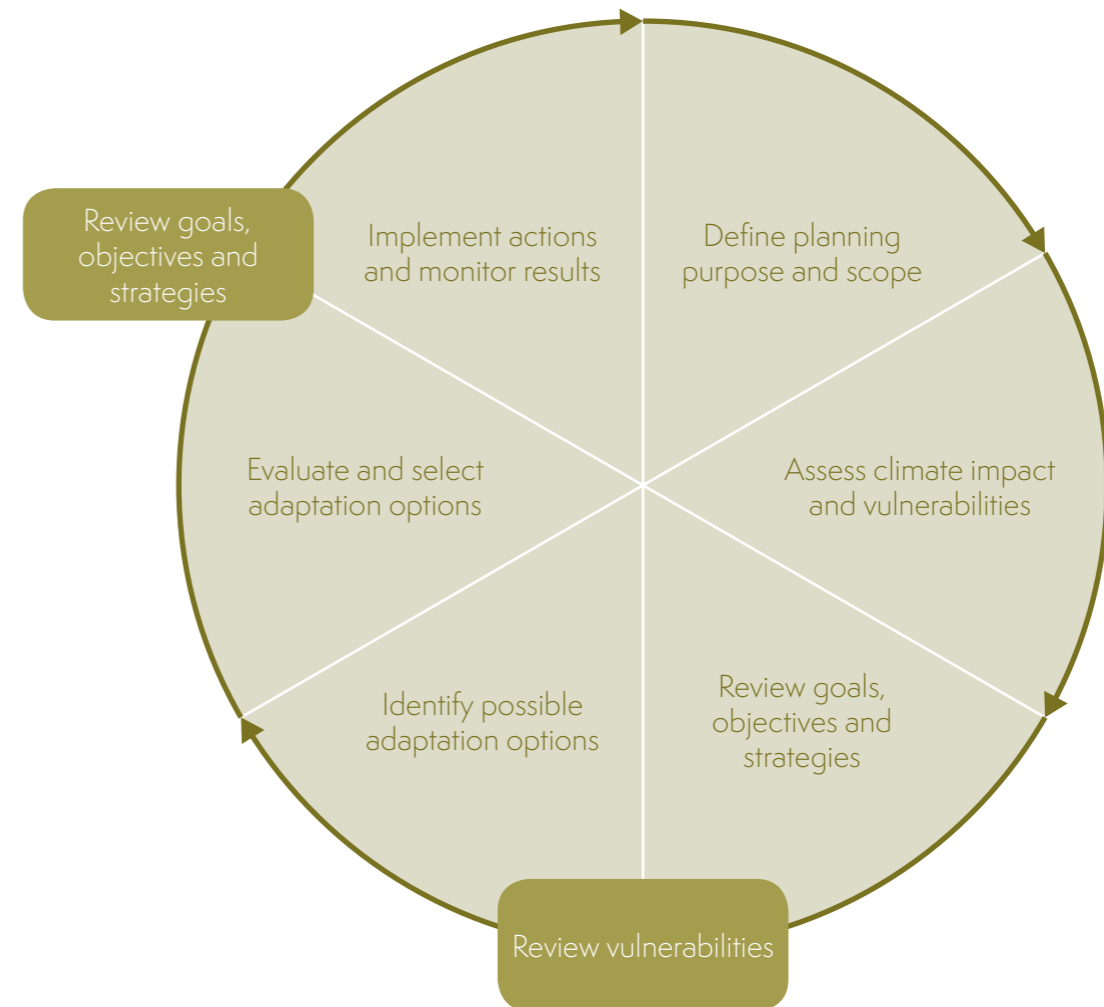 Review goals,
objectives and
strategies
Implement actions
and monitor results
Define planning
purpose and scope
Evaluate and select
adaptation options
Assess climate impact
and vulnerabilities
Identify possible
adaptation options
Review goals,
objectives and
strategies
Review vulnerabilities